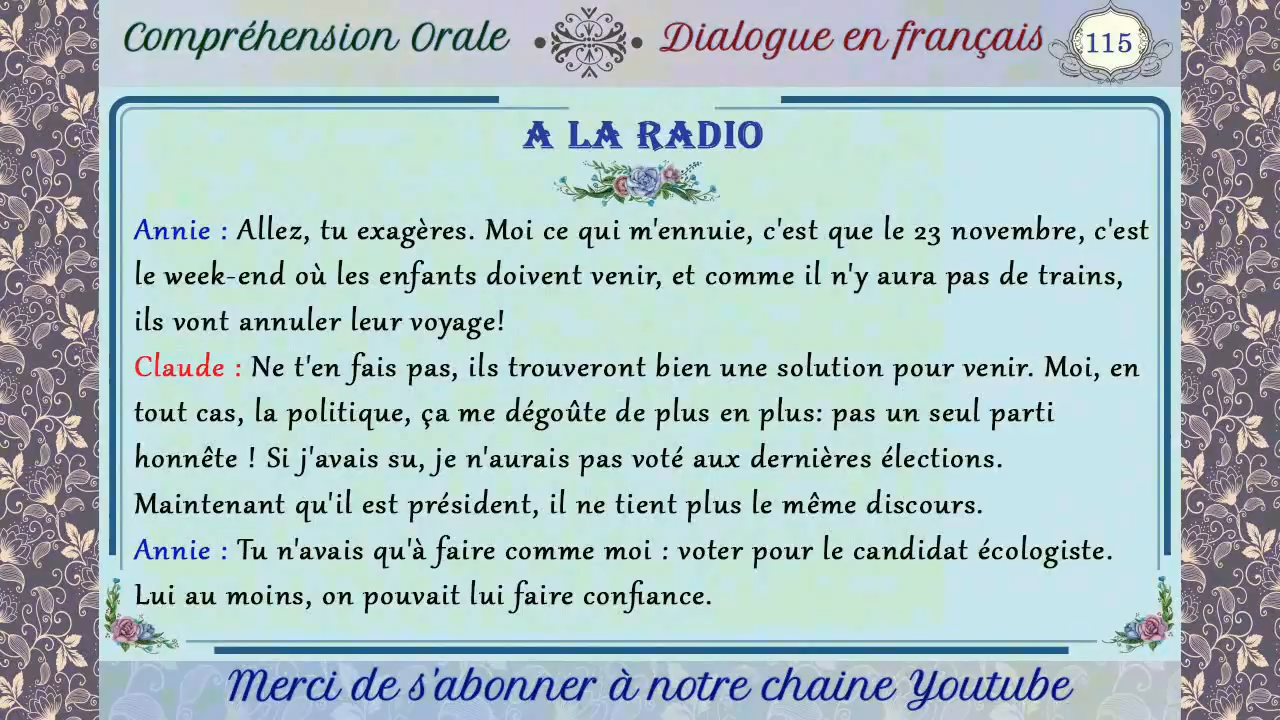 Compréhension Orale Dialogue en français 115
A LA RADIO
Annie : Allez, tu exagères. Moi ce qui m'ennuie, c'est que le 23 novembre, c'est
le week-end où les enfants doivent venir, et comme il n'y aura pas de trains,
ils vont annuler leur voyage!
Claude : Ne t'en fais pas, ils trouveront bien une solution pour venir. Moi, en
tout cas, la politique, ça me dégoûte de plus en plus: pas un seul parti
honnête ! Si j'avais su, je n'aurais pas voté aux dernières élections.
Maintenant qu'il est président, il ne tient plus le même discours.
Annie : Tu n'avais qu'à faire comme moi : voter pour le candidat écologiste.
Lui au moins, on pouvait lui faire confiance.
Merci de s'abonner à notre chaine Youtube